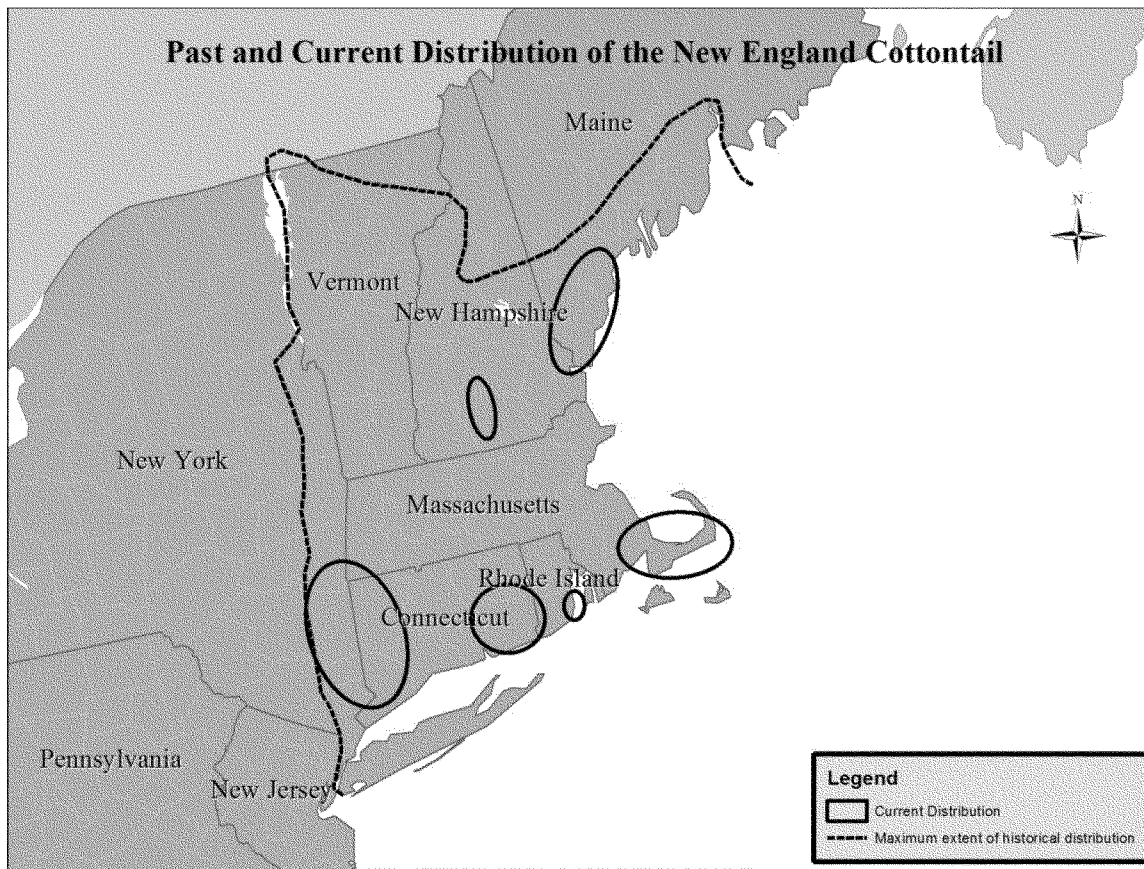 Past and Current Distribution of the New England Cottontail
Maine
N
Vermont
New Hampshire
New York
Massachusetts
Rhode Island
Connecticut
Pennsylvania
New Jersey
Legend
Current Distribution
Maximum extent of historical distribution